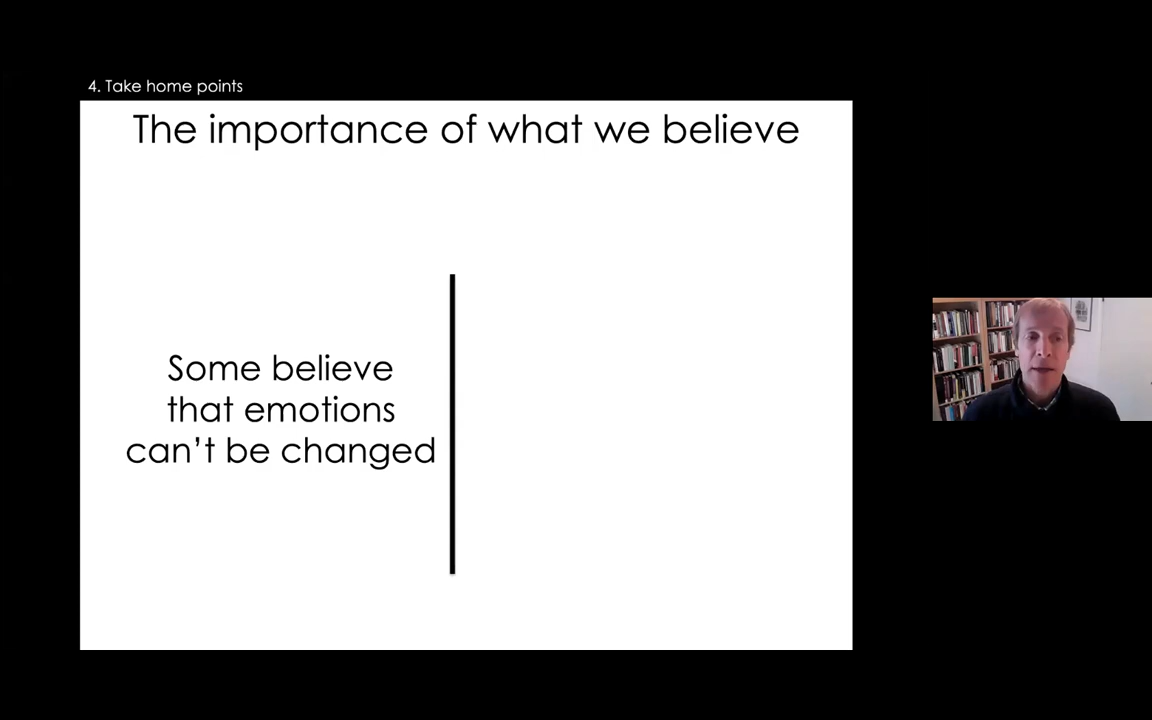 4. Take home points
The importance of what we believe
Some believe
that emotions
can't be changed